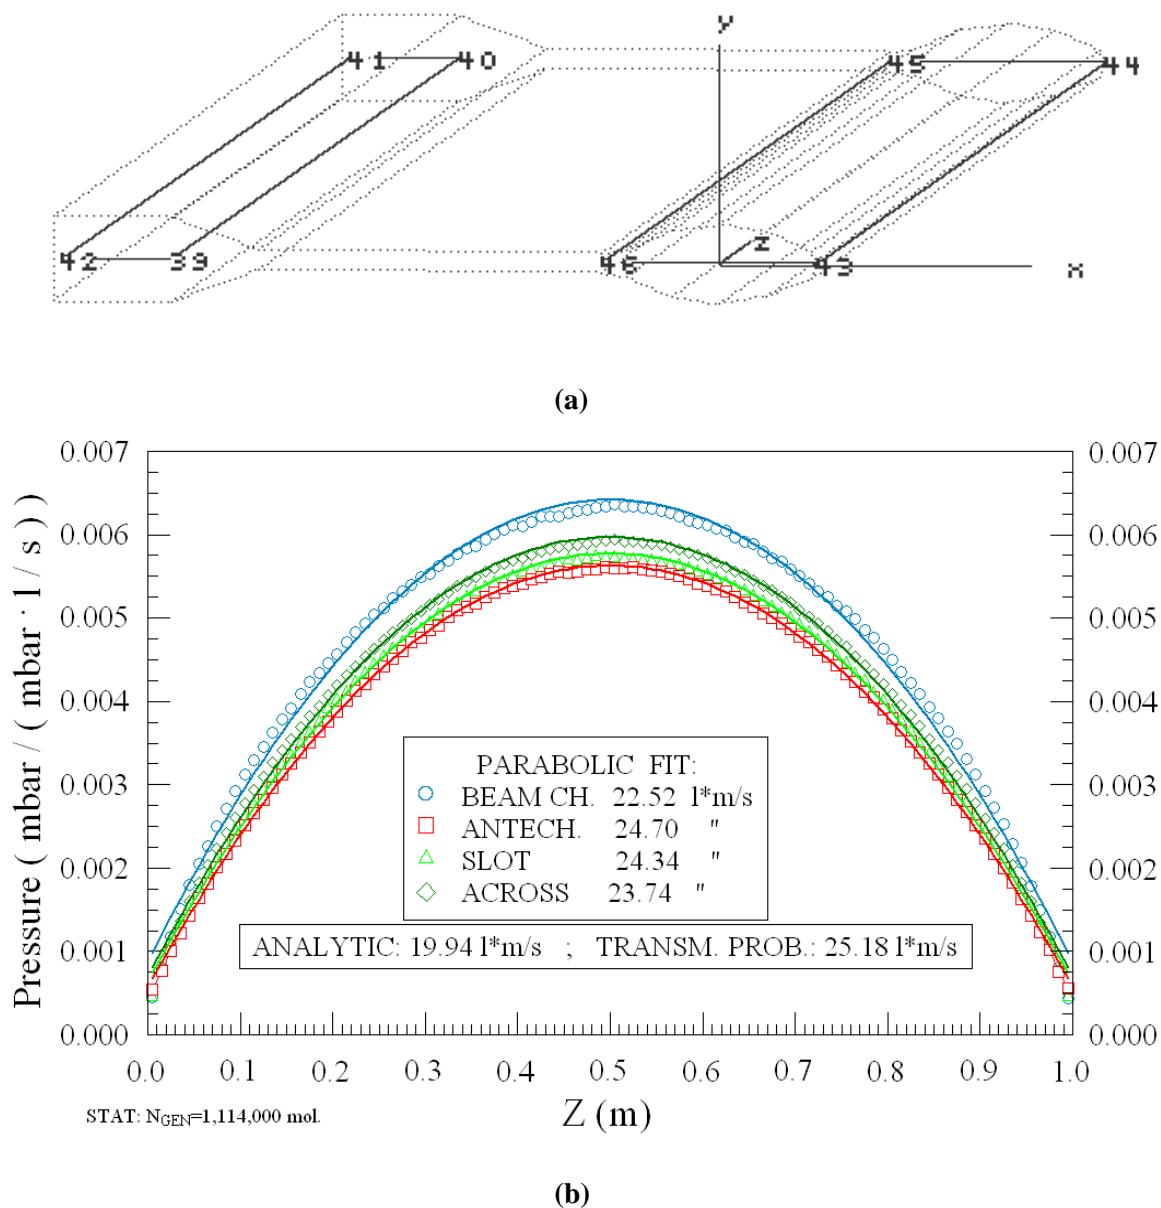 y
41 40 45 44
z
42 39 46 43 x
(a)
0.007 0.007
0.006 0.006
0.005 0.005
0.004 0.004
0.003 0.003
0.002 0.002
0.001 0.001
0.000 0.000
Pressure ( mbar / ( mbar · l / s ) )
PARABOLIC FIT:
BEAM CH. 22.52 l*m/s
ANTECH. 24.70 "
SLOT 24.34 "
ACROSS 23.74 "
ANALYTIC: 19.94 l*m/s ; TRANSM. PROB.: 25.18 l*m/s
0.0 0.1 0.2 0.3 0.4 0.5 0.6 0.7 0.8 0.9 1.0
STAT: NGEN=1,114,000 mol.
Z (m)
(b)